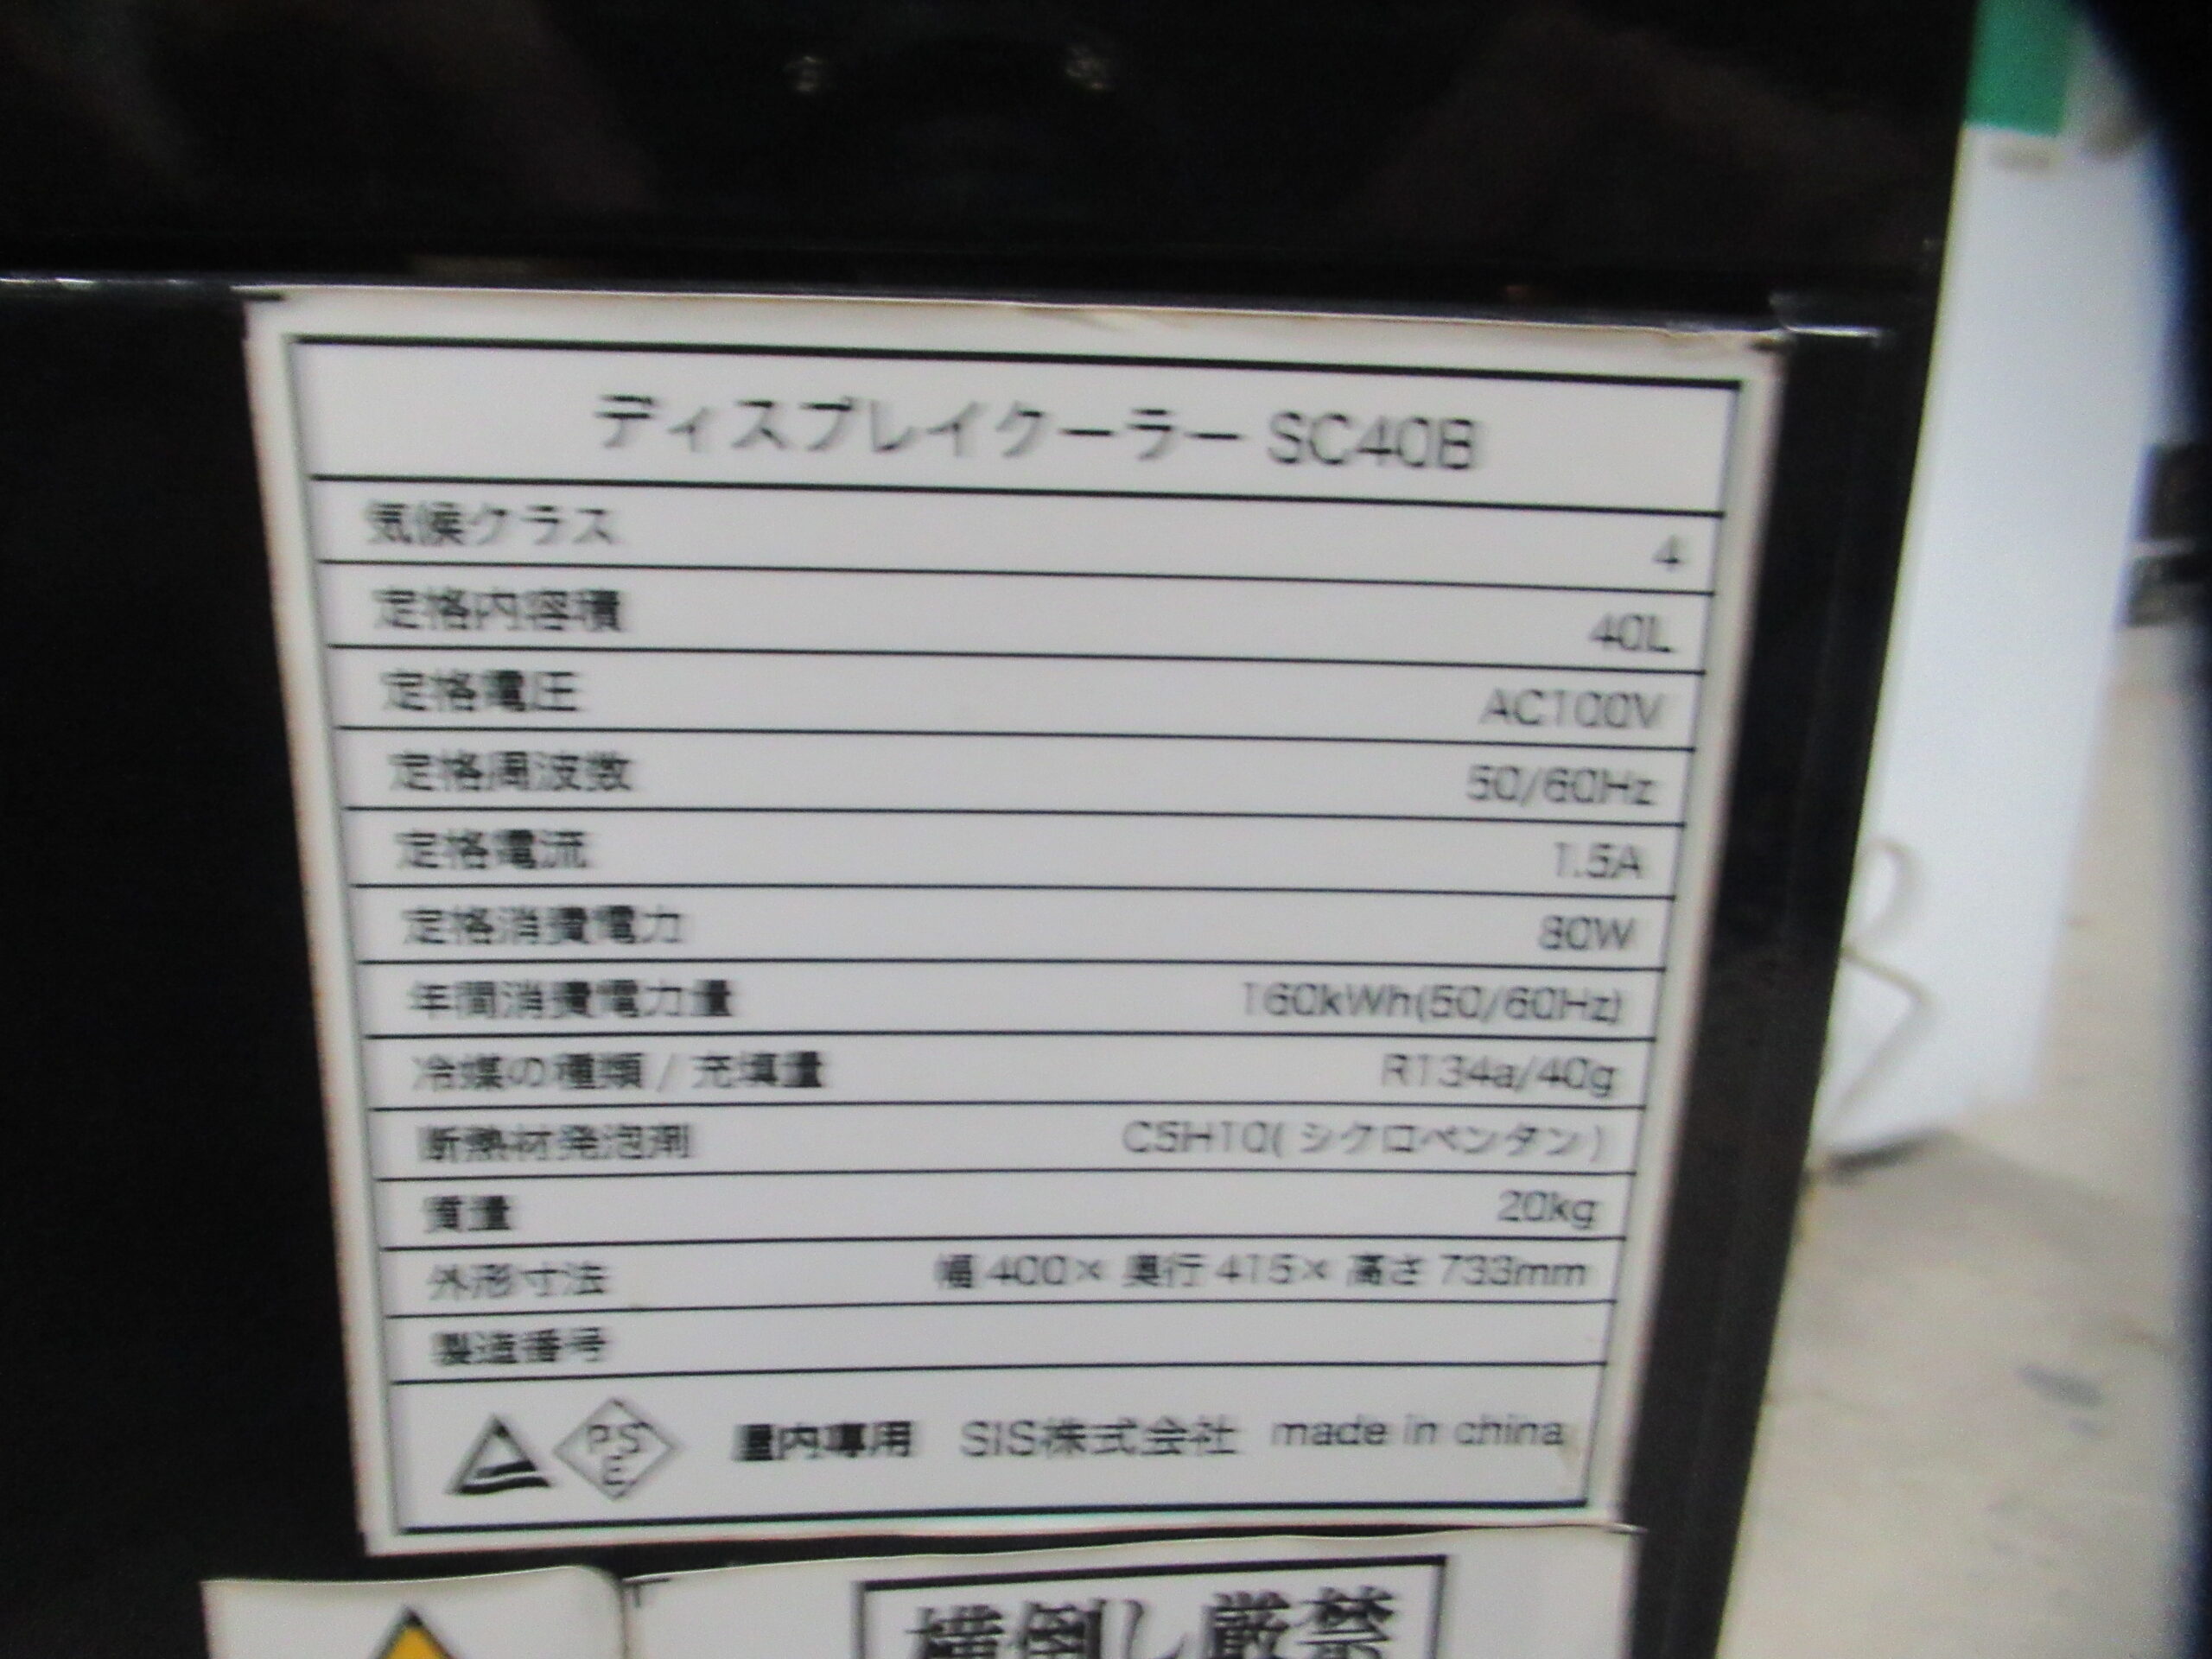 ディスプレイクーラー SC40B
気候クラス 4
定格内容積 40L
定格電圧 AC100V
定格周波数 50/60Hz
定格電流 1.5A
定格消費電力 80W
年間消費電力量 160kWh(50/60Hz)
冷媒の種類 / 充填量 R134a/40g
断熱材発泡剤 C5H10( シクロペンタン )
質量 20kg
外形寸法 幅 400× 奥行 415× 高さ 733mm
製造番号
PSE 屋内専用 SIS株式会社 made in china
横倒し厳禁